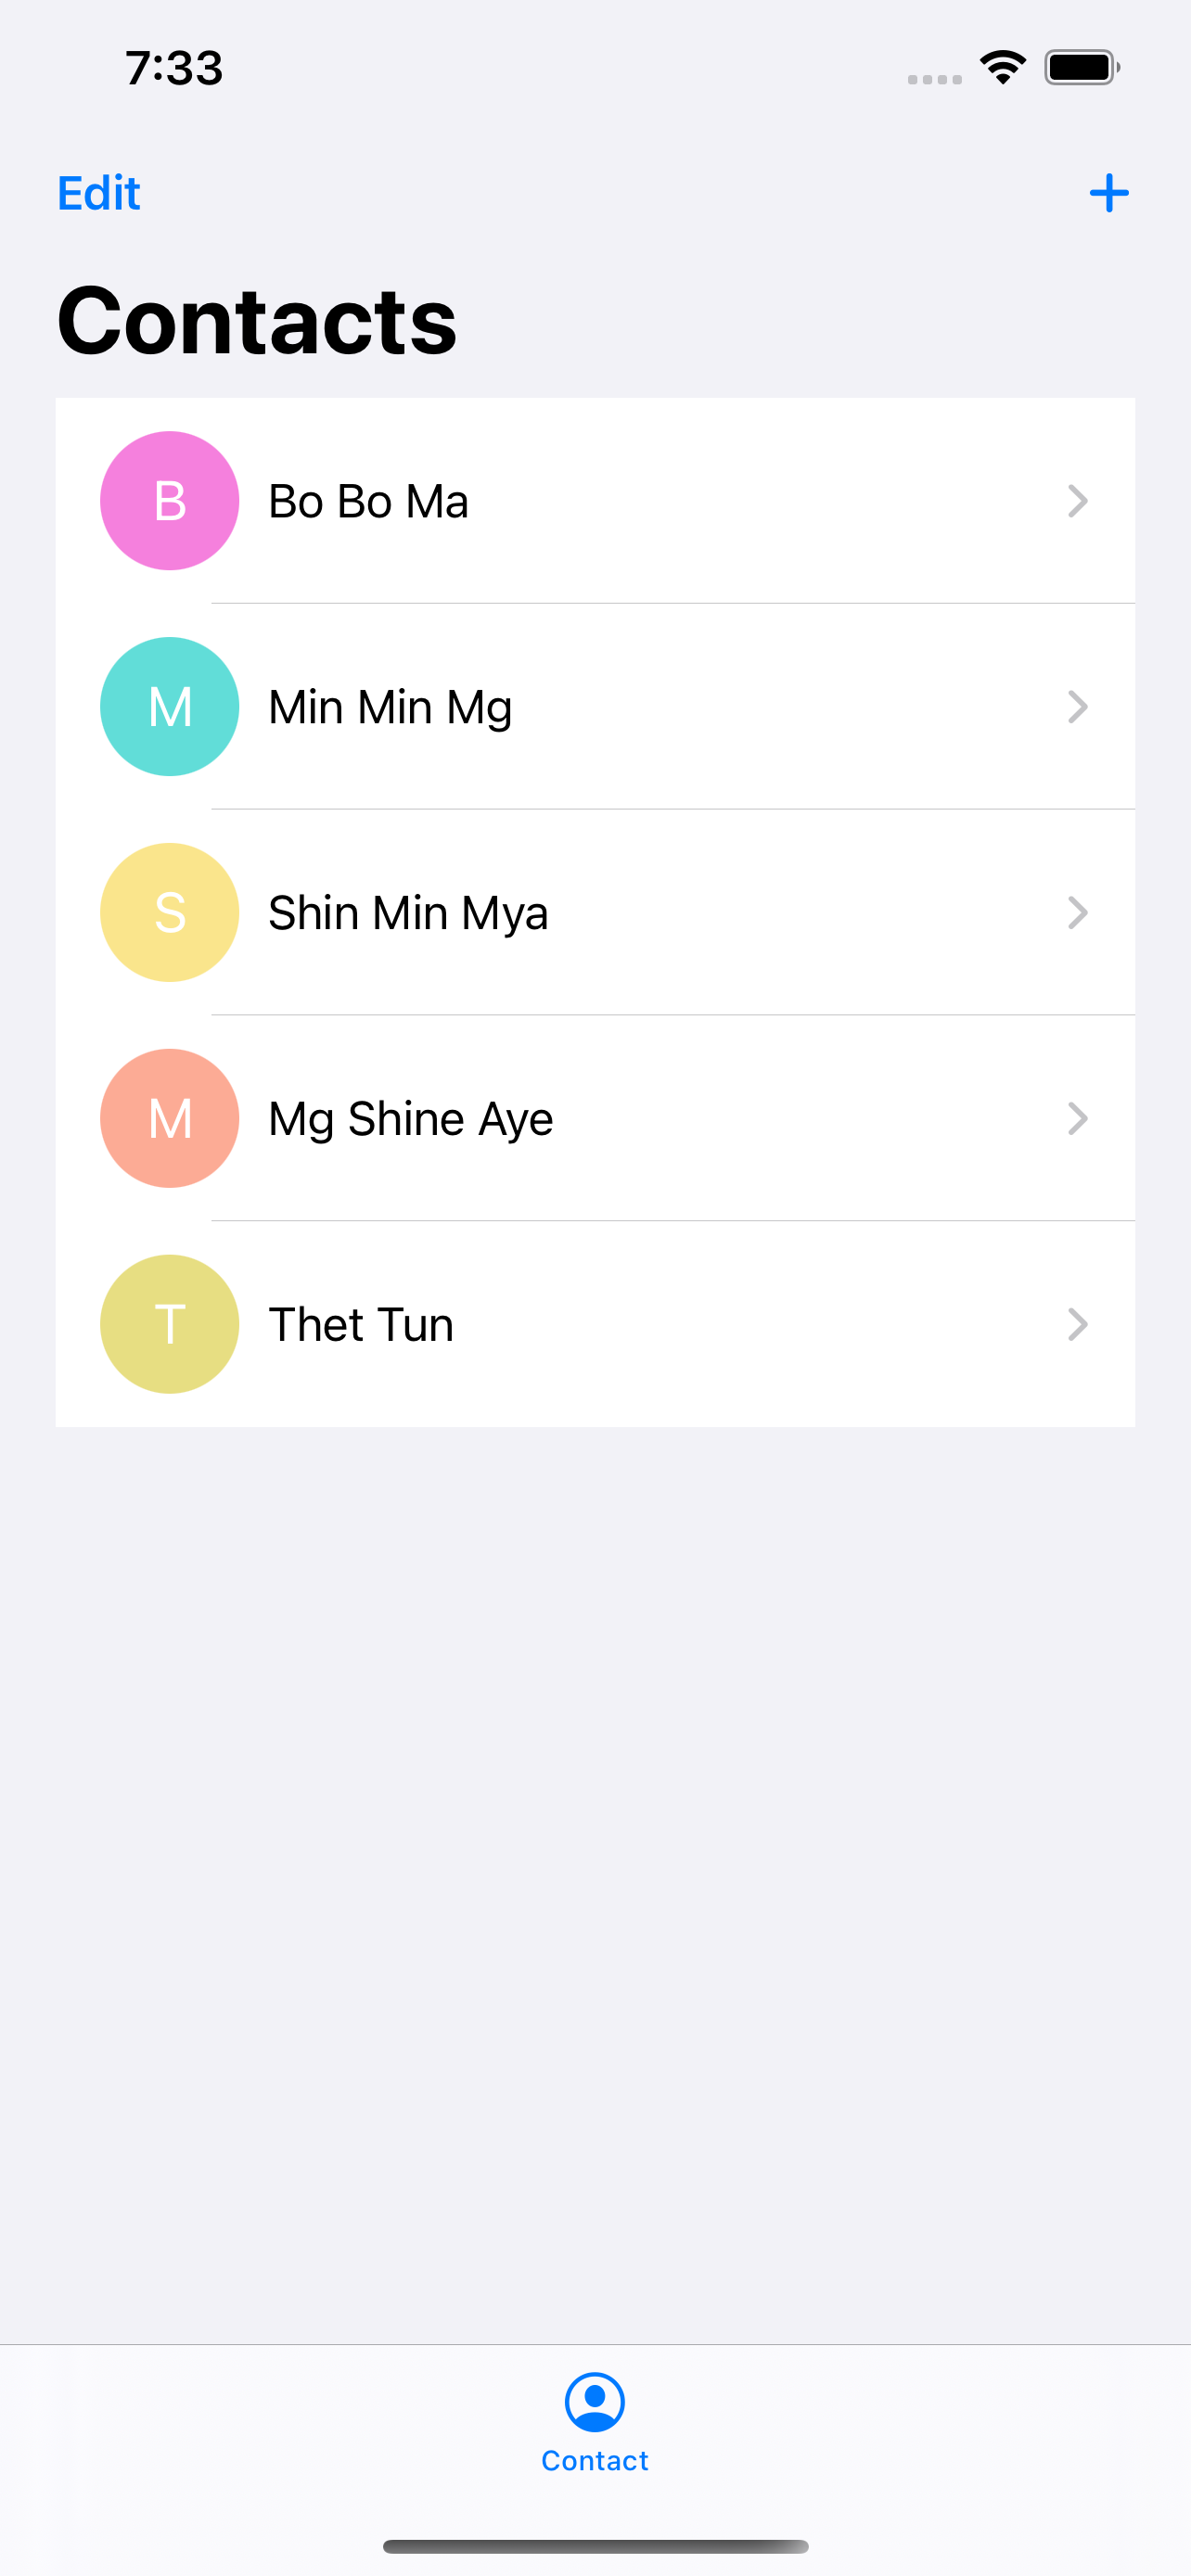 7:33
Edit
Contacts
B Bo Bo Ma
M Min Min Mg
S Shin Min Mya
M Mg Shine Aye
T Thet Tun
Contact